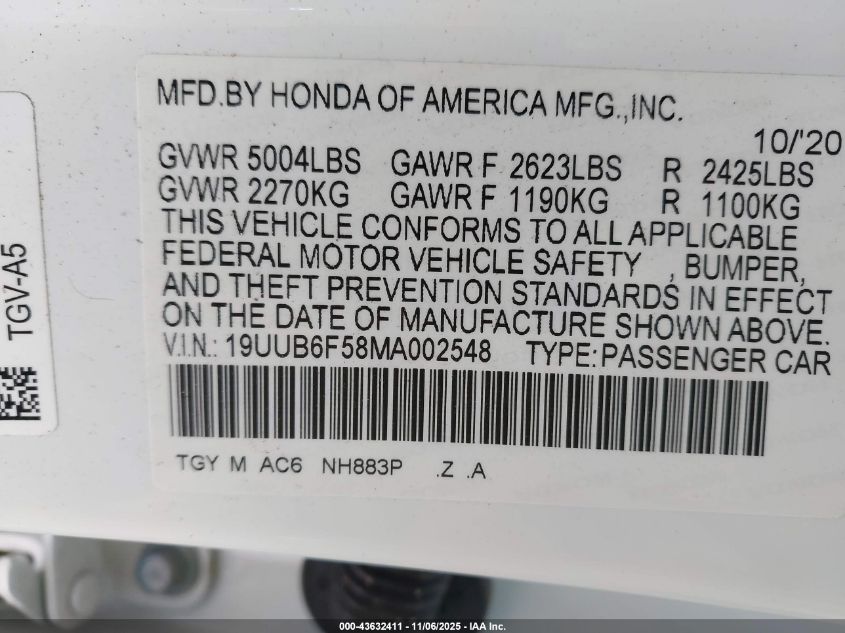 MFD.BY HONDA OF AMERICA MFG.,INC.
10/'20
GVWR 5004LBS GAWR F 2623LBS R 2425LBS
GVWR 2270KG GAWR F 1190KG R 1100KG
THIS VEHICLE CONFORMS TO ALL APPLICABLE
FEDERAL MOTOR VEHICLE SAFETY , BUMPER,
AND THEFT PREVENTION STANDARDS IN EFFECT
ON THE DATE OF MANUFACTURE SHOWN ABOVE.
V.I.N.: 19UUB6F58MA002548 TYPE:PASSENGER CAR
TGY M AC6 NH883P .Z .A
TGV-A5
000-43632411 - 11/06/2025 - IAA Inc.